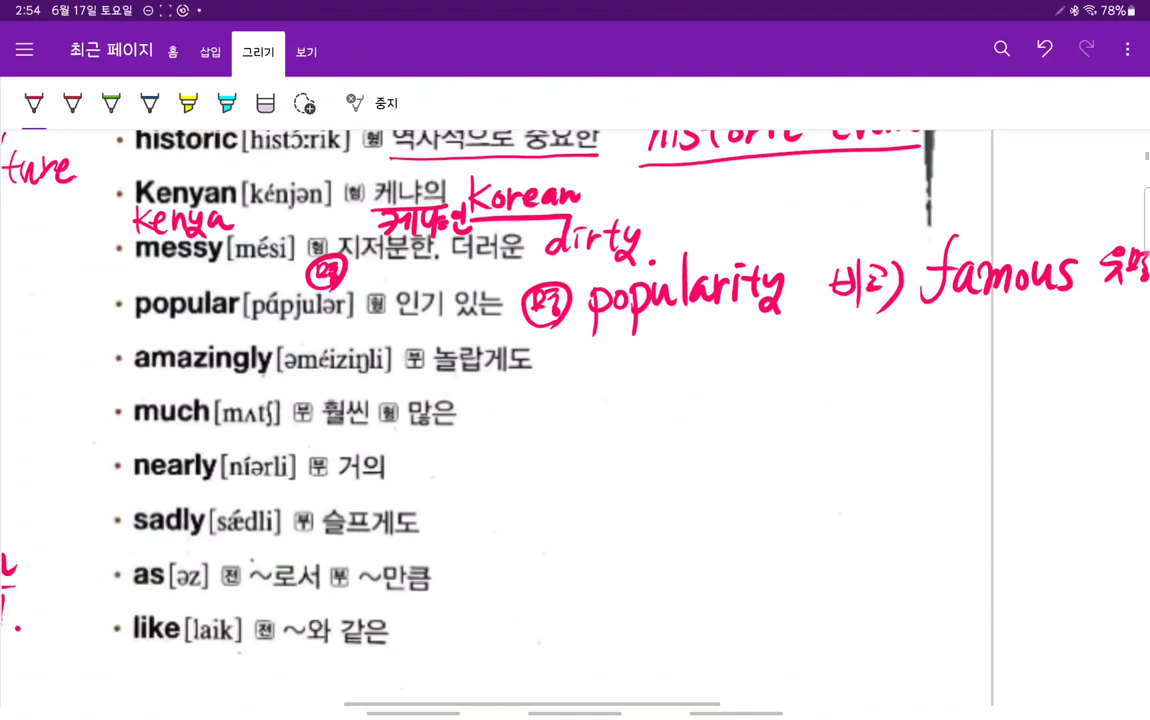 2:54 6월 17일 토요일 78%
최근 페이지 홈 삽입 그리기 보기
중지
historic[histɔ́ːrik] 형 역사적으로 중요한 historic
ture
Kenyan[kénjən] 형 케냐의 Korean
Kenya 케냐인
messy[mési] 형 지저분한, 더러운 dirty.
명
popular[pápjulər] 형 인기 있는 명 popularity 비교) famous
amazingly[əméiziŋli] 부 놀랍게도
much[mʌtʃ] 부 훨씬 형 많은
nearly[níərli] 부 거의
sadly[sǽdli] 부 슬프게도
as[əz] 전 ~로서 부 ~만큼
like[laik] 전 ~와 같은